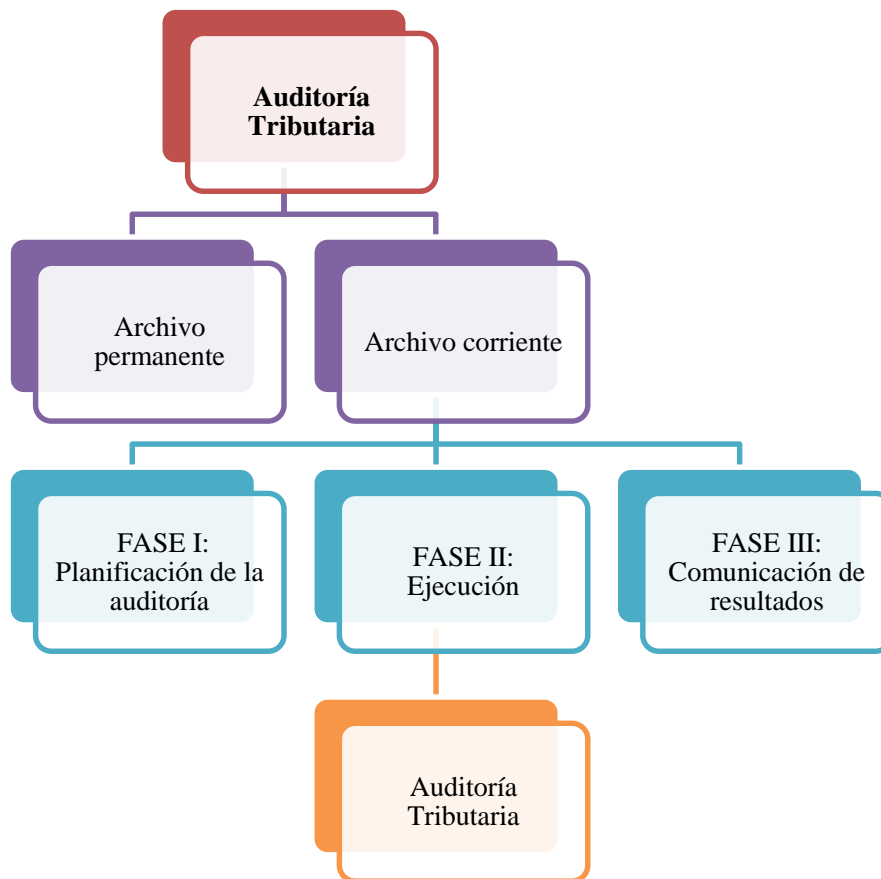 Auditoría
Tributaria
Archivo
permanente
Archivo corriente
FASE I:
Planificación de la
auditoría
FASE II:
Ejecución
FASE III:
Comunicación de
resultados
Auditoría
Tributaria